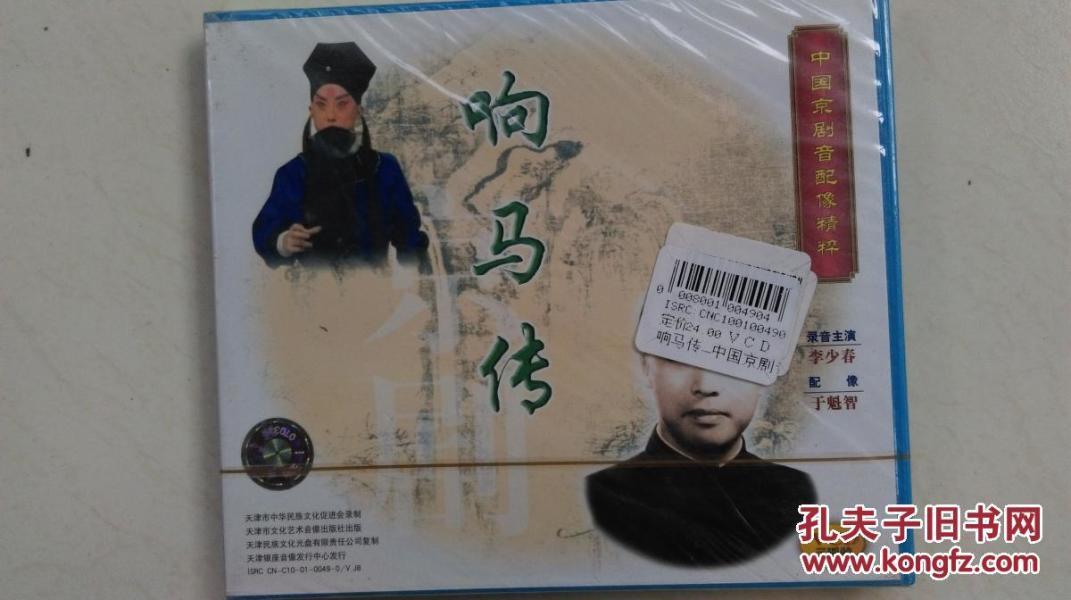 响马传
中国京剧音配像精粹
0 008001 004904
ISRC CNC100100490
定价24.00 VCD
响马传_中国京剧
录音主演
李少春
配 像
于魁智
天津市中华民族文化促进会录制
天津市文化艺术音像出版社出版
天津民族文化光盘有限责任公司复制
天津银座音像发行中心发行
ISRC CN-C10-01-0049-0/V.J8
孔夫子旧书网
www.kongfz.com